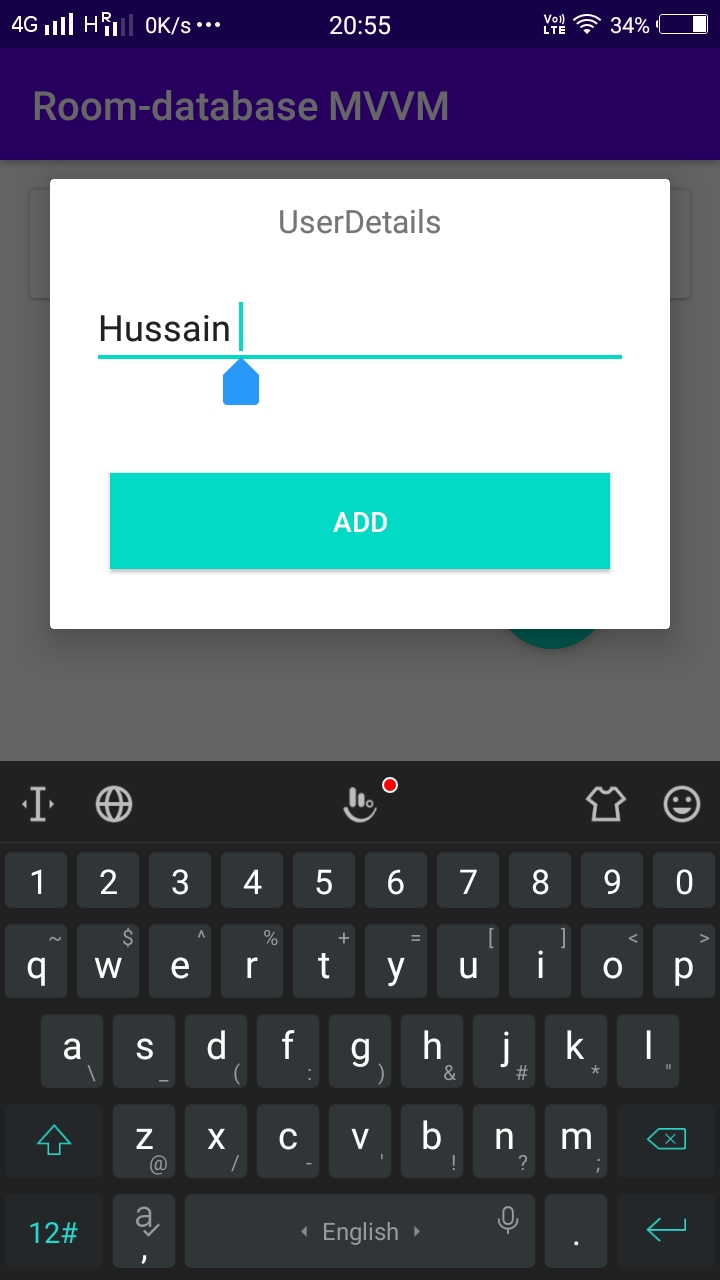 4G H R 0K/s ••• 20:55 Vo)) LTE 34%
Room-database MVVM
UserDetails
Hussain
ADD
1 2 3 4 5 6 7 8 9 0
~ $ ^ % + = [ ] < >
q w e r t y u i o p
a s d f g h j k l
\ _ ( : ) & # * "
z x c v b n m
@ / - ' ! ? ;
12# a , English .